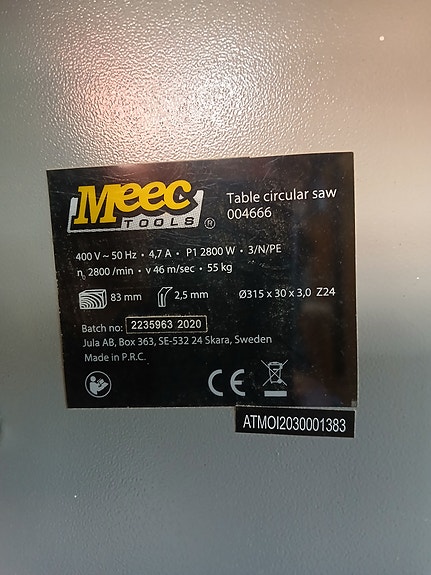 Meec
TOOLS ®
Table circular saw
004666
400 V ~ 50 Hz • 4,7 A • P1 2800 W • 3/N/PE
n₀ 2800 /min • v 46 m/sec • 55 kg
83 mm 2,5 mm Ø315 x 30 x 3,0 Z24
Batch no: 2235963 2020
Jula AB, Box 363, SE-532 24 Skara, Sweden
Made in P.R.C.
CE
ATMOI2030001383